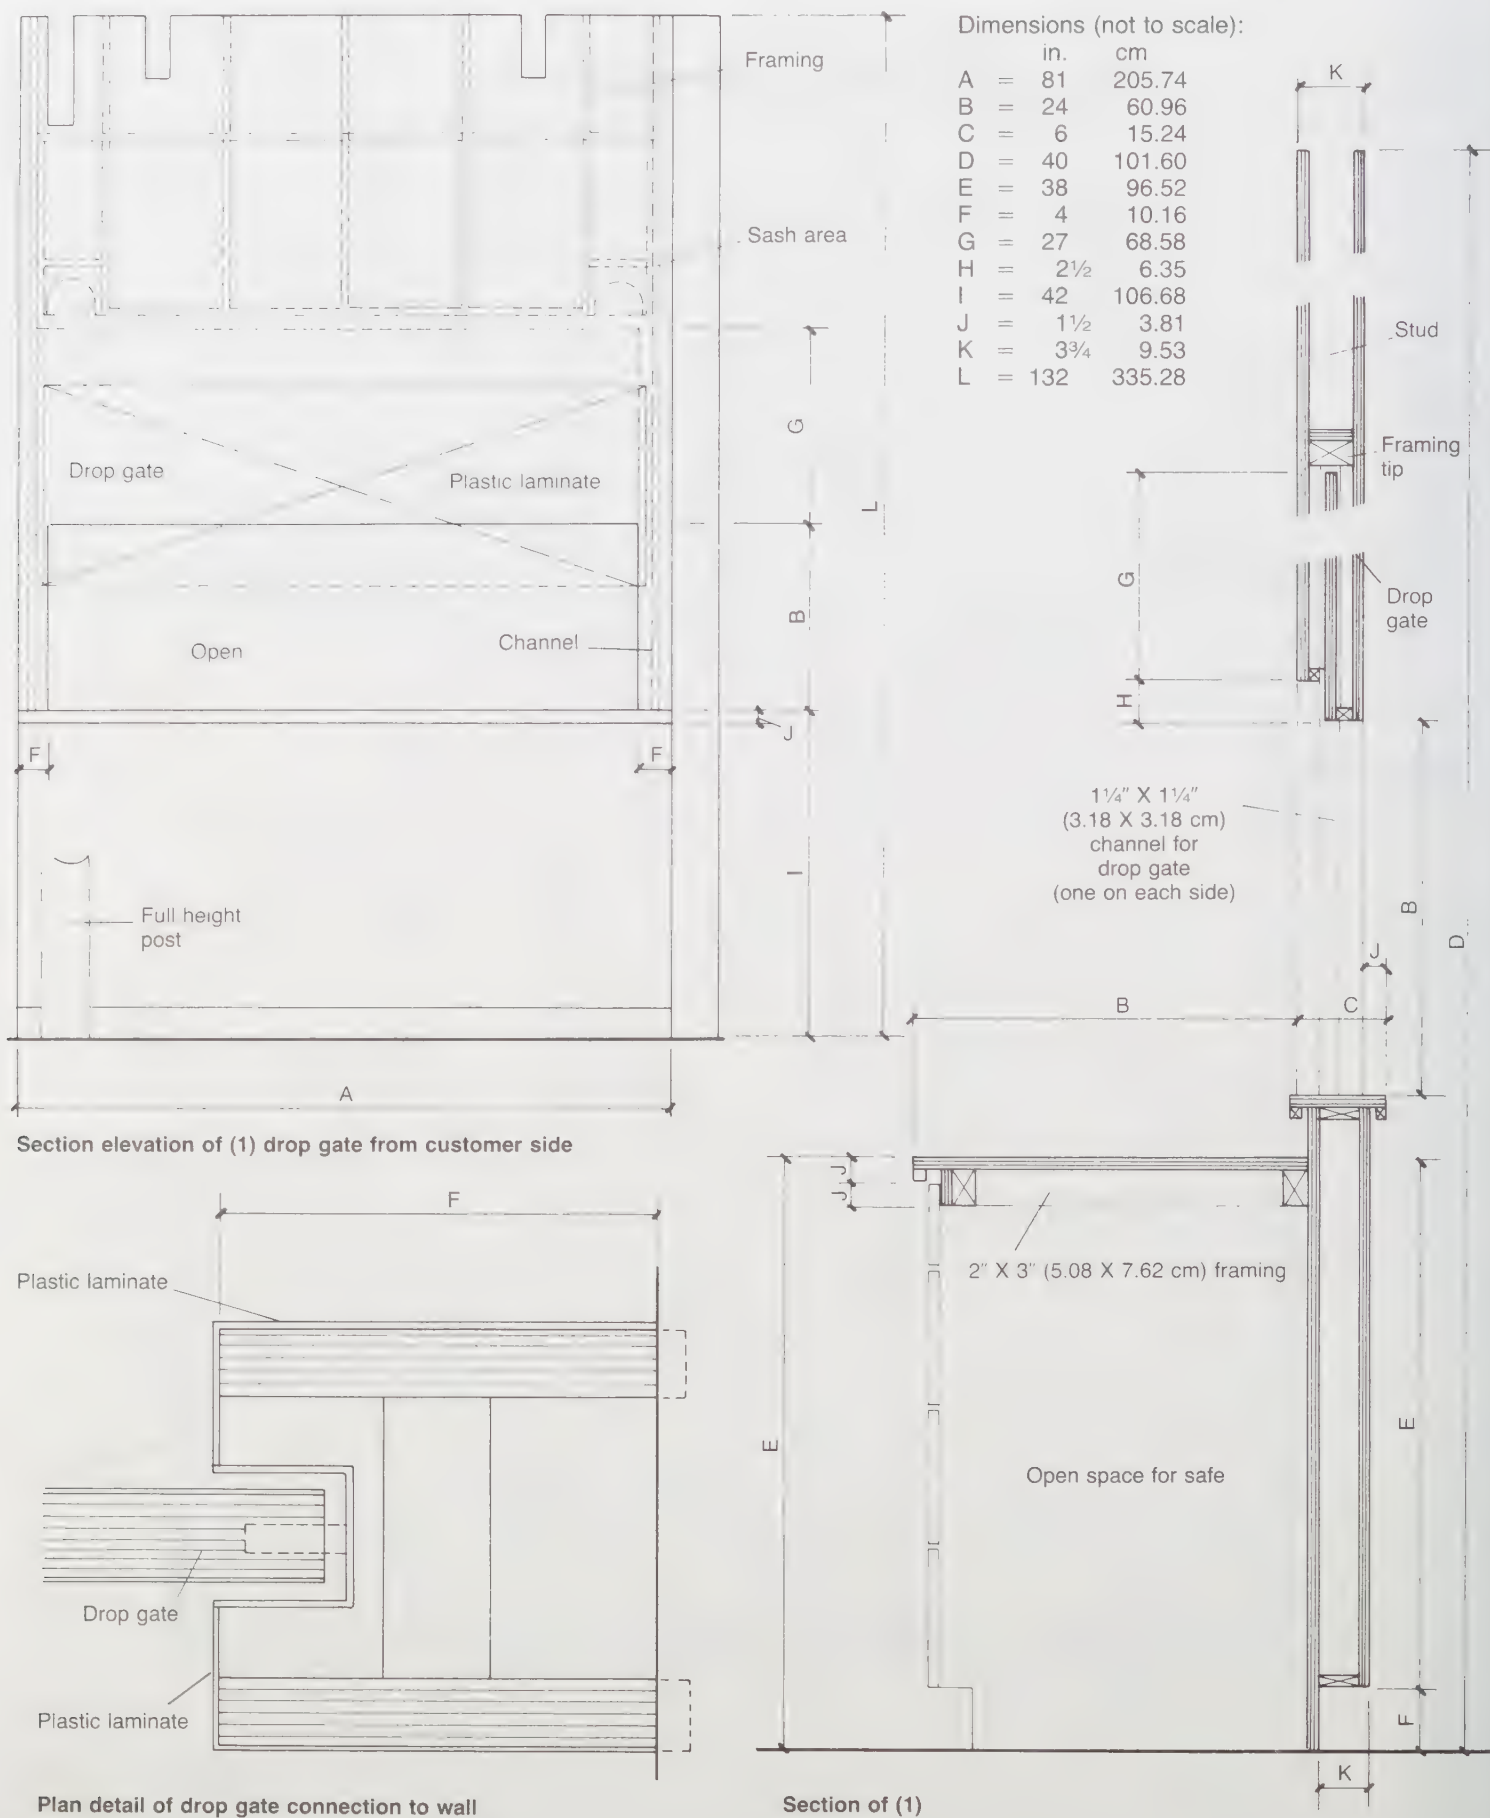 Framing
Sash area
Drop gate
Plastic laminate
Open
Channel
G
B
L
J
F
F
I
Full height
post
A
Section elevation of (1) drop gate from customer side
Dimensions (not to scale):
in. cm
A = 81 205.74
B = 24 60.96
C = 6 15.24
D = 40 101.60
E = 38 96.52
F = 4 10.16
G = 27 68.58
H = 2½ 6.35
I = 42 106.68
J = 1½ 3.81
K = 3¾ 9.53
L = 132 335.28
K
Stud
Framing
tip
G
Drop
gate
H
1¼" X 1¼"
(3.18 X 3.18 cm)
channel for
drop gate
(one on each side)
B
D
J
B
C
J
J
2" X 3" (5.08 X 7.62 cm) framing
E
E
Open space for safe
F
K
Section of (1)
F
Plastic laminate
Drop gate
Plastic laminate
Plan detail of drop gate connection to wall